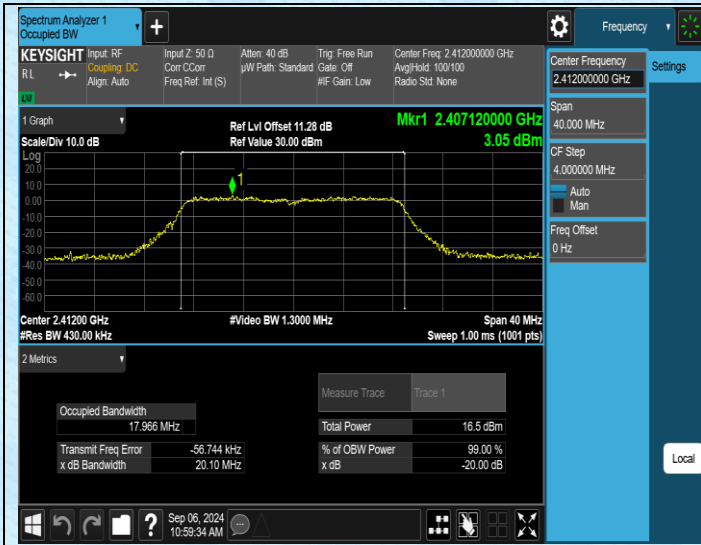 Spectrum Analyzer 1
Occupied BW
+
Frequency
KEYSIGHT
RL
Input: RF
Coupling: DC
Align: Auto
Input Z: 50 Ω
Corr CCorr
Freq Ref: Int (S)
Atten: 40 dB
µW Path: Standard
Trig: Free Run
Gate: Off
#IF Gain: Low
Center Freq: 2.412000000 GHz
Avg|Hold: 100/100
Radio Std: None
Center Frequency
2.412000000 GHz
Settings
Span
40.000 MHz
CF Step
4.000000 MHz
Auto
Man
Freq Offset
0 Hz
1 Graph
Scale/Div 10.0 dB
Ref Lvl Offset 11.28 dB
Ref Value 30.00 dBm
Mkr1 2.407120000 GHz
3.05 dBm
Log
20.0
10.0
0.00
-10.0
-20.0
-30.0
-40.0
-50.0
-60.0
1
Center 2.41200 GHz
#Res BW 430.00 kHz
#Video BW 1.3000 MHz
Span 40 MHz
Sweep 1.00 ms (1001 pts)
2 Metrics
Measure Trace
Trace 1
Occupied Bandwidth
17.966 MHz
Total Power
16.5 dBm
Transmit Freq Error
-56.744 kHz
% of OBW Power
99.00 %
x dB Bandwidth
20.10 MHz
x dB
-20.00 dB
Local
?
Sep 06, 2024
10:59:34 AM